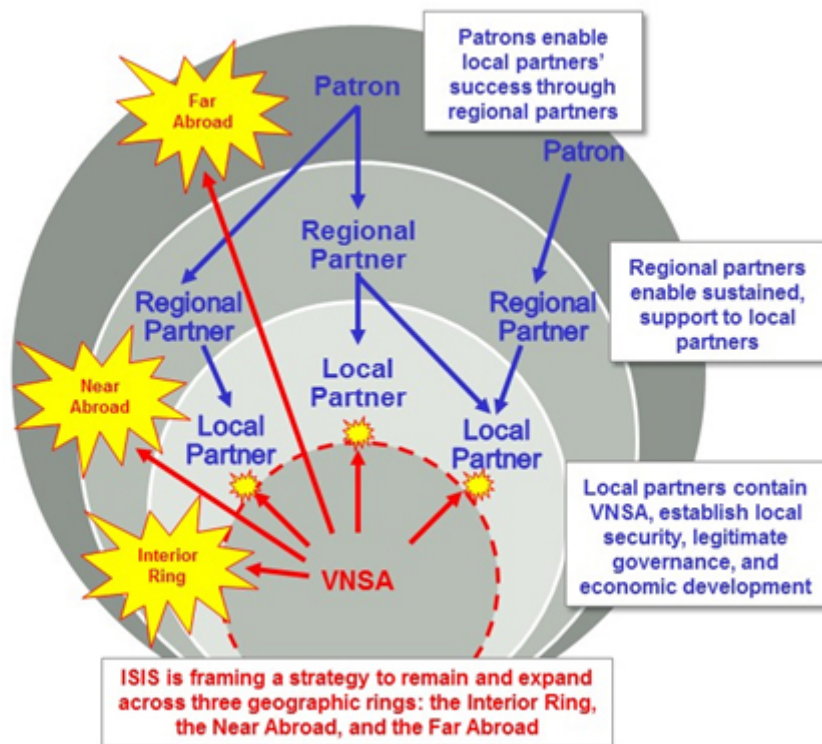 Patrons enable
local partners'
success through
regional partners
Far
Abroad
Patron
Patron
Regional
Partner
Regional
Partner
Regional
Partner
Regional partners
enable sustained,
support to local
partners
Near
Abroad
Local
Partner
Local
Partner
Local
Partner
Local partners contain
VNSA, establish local
security, legitimate
governance, and
economic development
Interior
Ring
VNSA
ISIS is framing a strategy to remain and expand
across three geographic rings: the Interior Ring,
the Near Abroad, and the Far Abroad